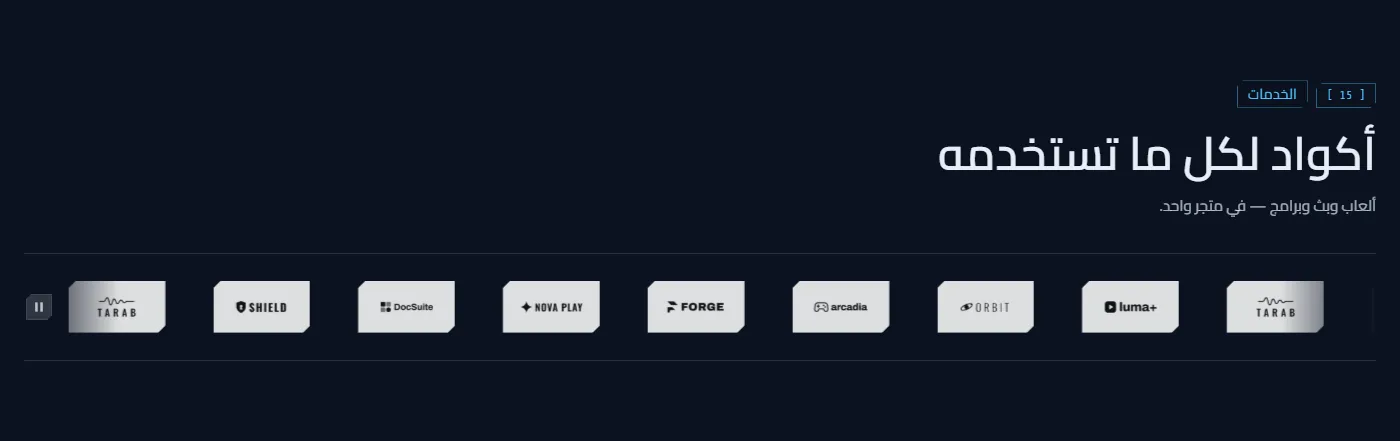 [ 15 ] الخدمات
أكواد لكل ما تستخدمه
ألعاب وبث وبرامج — في متجر واحد.
TARAB SHIELD DocSuite NOVA PLAY FORGE arcadia ORBIT luma+ TARAB